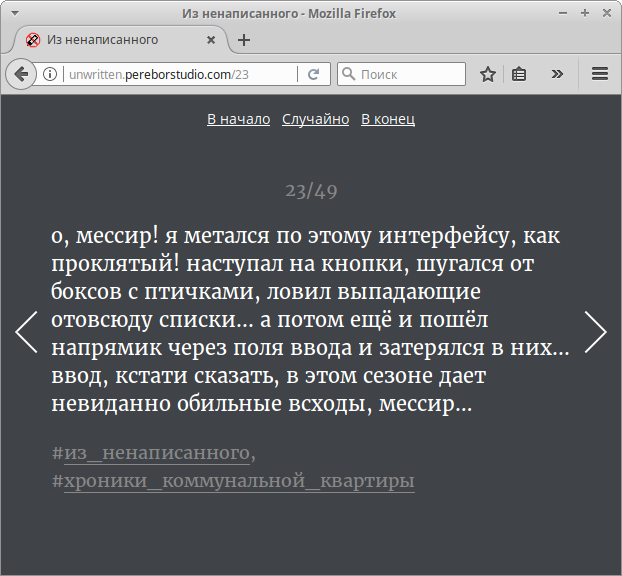 Из ненаписанного - Mozilla Firefox
Из ненаписанного
unwritten.pereborstudio.com/23
Поиск
В начало Случайно В конец
23/49
о, мессир! я метался по этому интерфейсу, как
проклятый! наступал на кнопки, шугался от
боксов с птичками, ловил выпадающие
отовсюду списки... а потом ещё и пошёл
напрямик через поля ввода и затерялся в них...
ввод, кстати сказать, в этом сезоне дает
невиданно обильные всходы, мессир...
#из_ненаписанного,
#хроники_коммунальной_квартиры